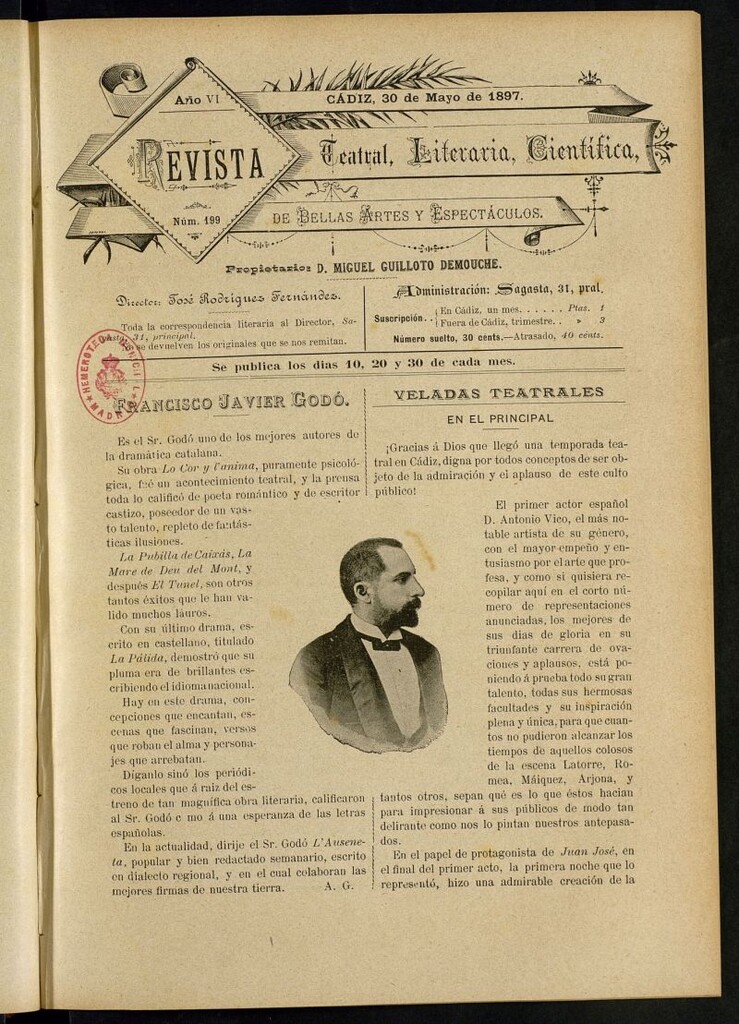 Año VI
CÁDIZ, 30 de Mayo de 1897.
REVISTA
Teatral, Literaria, Científica,
Núm. 199
DE BELLAS ARTES Y ESPECTÁCULOS.
Propietario: D. MIGUEL GUILLOTO DEMOUCHE.
Director: José Rodríguez Fernández.
Toda la correspondencia literaria al Director, Sa-
31, principal.
se devuelven los originales que se nos remitan.
Administración: Sagasta, 31, pral.
Suscripción.. En Cádiz, un mes. . . . . . Ptas. 1
Fuera de Cádiz, trimestre. . » 3
Número suelto, 30 cents.—Atrasado, 40 cents.
HEMEROTECA MUNICIPAL
MADRID
Se publica los dias 10, 20 y 30 de cada mes.
FRANCISCO JAVIER GODÓ.
Es el Sr. Godó uno de los mejores autores de
la dramática catalana.
Su obra Lo Cor y l'anima, puramente psicoló-
gica, fué un acontecimiento teatral, y la prensa
toda lo calificó de poeta romántico y de escritor
castizo, poseedor de un vas-
to talento, repleto de fantás-
ticas ilusiones.
La Pubilla de Caixás, La
Mare de Deu del Mont, y
después El Tunel, son otros
tantos éxitos que le han va-
lido muchos láuros.
Con su último drama, es-
crito en castellano, titulado
La Pálida, demostró que su
pluma era de brillantes es-
cribiendo el idioma nacional.
Hay en este drama, con-
cepciones que encantan, es-
cenas que fascinan, versos
que roban el alma y persona-
jes que arrebatan.
Díganlo sinó los periódi-
cos locales que á raiz del es-
treno de tan magnífica obra literaria, calificaron
al Sr. Godó c mo á una esperanza de las letras
españolas.
En la actualidad, dirije el Sr. Godó L'Ausene-
ta, popular y bien redactado semanario, escrito
en dialecto regional, y en el cual colaboran las
mejores firmas de nuestra tierra. A. G.
VELADAS TEATRALES
EN EL PRINCIPAL
¡Gracias á Dios que llegó una temporada tea-
tral en Cádiz, digna por todos conceptos de ser ob-
jeto de la admiración y el aplauso de este culto
público!
El primer actor español
D. Antonio Vico, el más no-
table artista de su género,
con el mayor empeño y en-
tusiasmo por el arte que pro-
fesa, y como si quisiera re-
copilar aquí en el corto nú-
mero de representaciones
anunciadas, los mejores de
sus dias de gloria en su
triunfante carrera de ova-
ciones y aplausos, está po-
niendo á prueba todo su gran
talento, todas sus hermosas
facultades y su inspiración
plena y única, para que cuan-
tos no pudieron alcanzar los
tiempos de aquellos colosos
de la escena Latorre, Ro-
mea, Máiquez, Arjona, y
tantos otros, sepan qué es lo que éstos hacian
para impresionar á sus públicos de modo tan
delirante como nos lo pintan nuestros antepasa-
dos.
En el papel de protagonista de Juan José, en
el final del primer acto, la primera noche que lo
representó, hizo una admirable creación de la